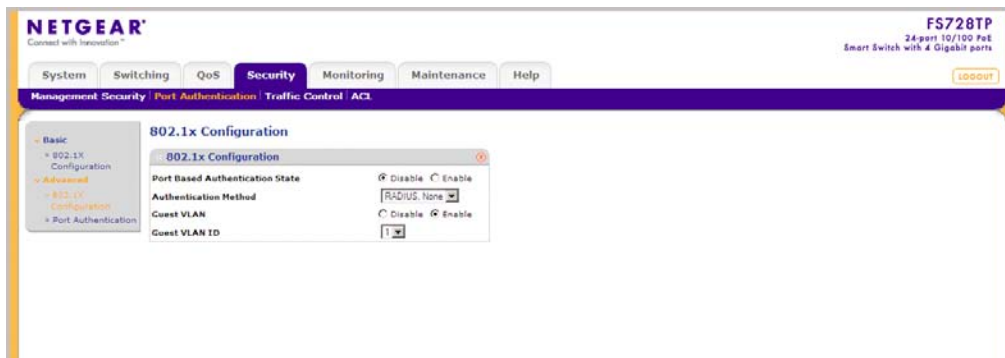 NETGEAR
Connect with Innovation™
FS728TP
24-port 10/100 PoE
Smart Switch with 4 Gigabit ports
System Switching QoS Security Monitoring Maintenance Help
LOGOUT
Management Security Port Authentication Traffic Control ACL
Basic
802.1X
Configuration
Advanced
802.1X
Configuration
Port Authentication
802.1x Configuration
802.1x Configuration
Port Based Authentication State Disable Enable
Authentication Method RADIUS, None
Guest VLAN Disable Enable
Guest VLAN ID 1